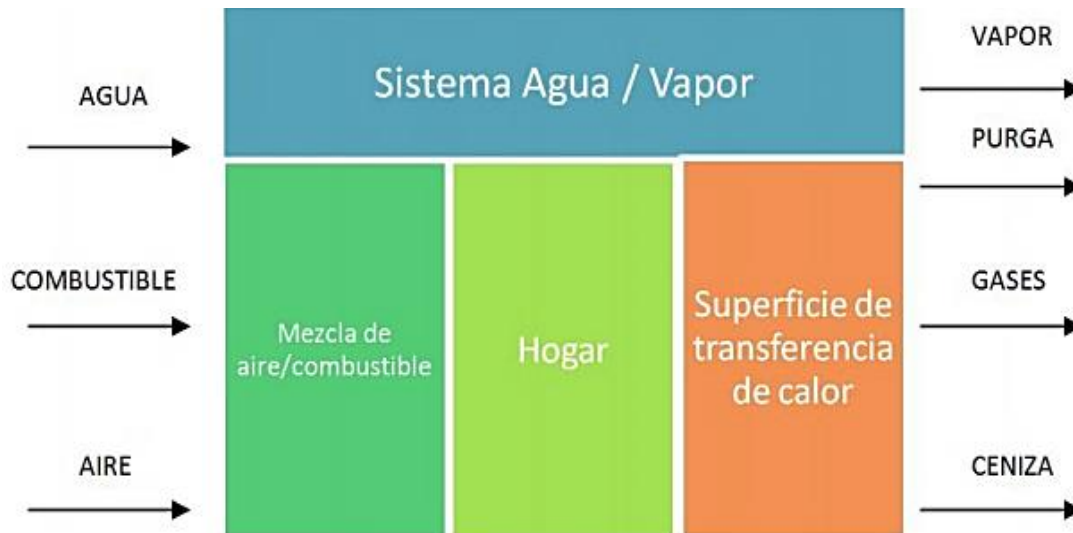 Sistema Agua / Vapor
AGUA
COMBUSTIBLE
AIRE
Mezcla de
aire/combustible
Hogar
Superficie de
transferencia
de calor
VAPOR
PURGA
GASES
CENIZA